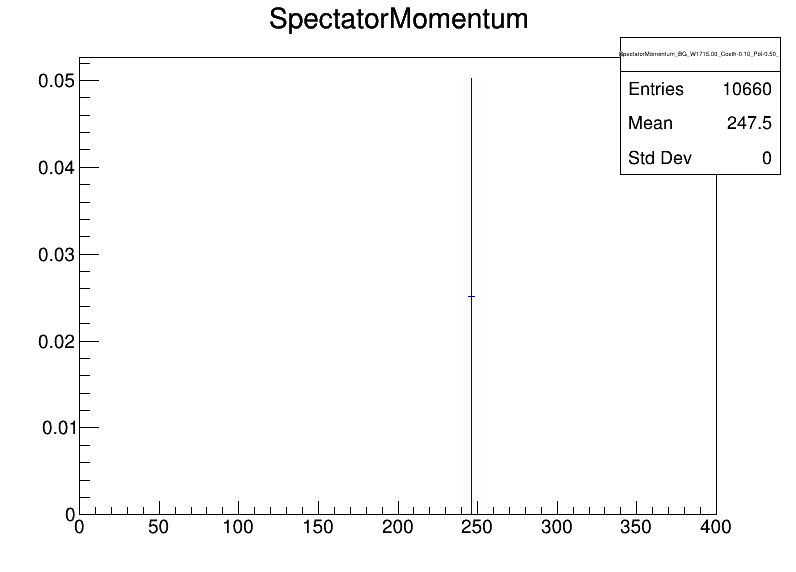 SpectatorMomentum
SpectatorMomentum_BG_W1715.00_Costh-0.10_Pol-0.50_
Entries 10660
Mean 247.5
Std Dev 0
0.05
0.04
0.03
0.02
0.01
0
0 50 100 150 200 250 300 350 400